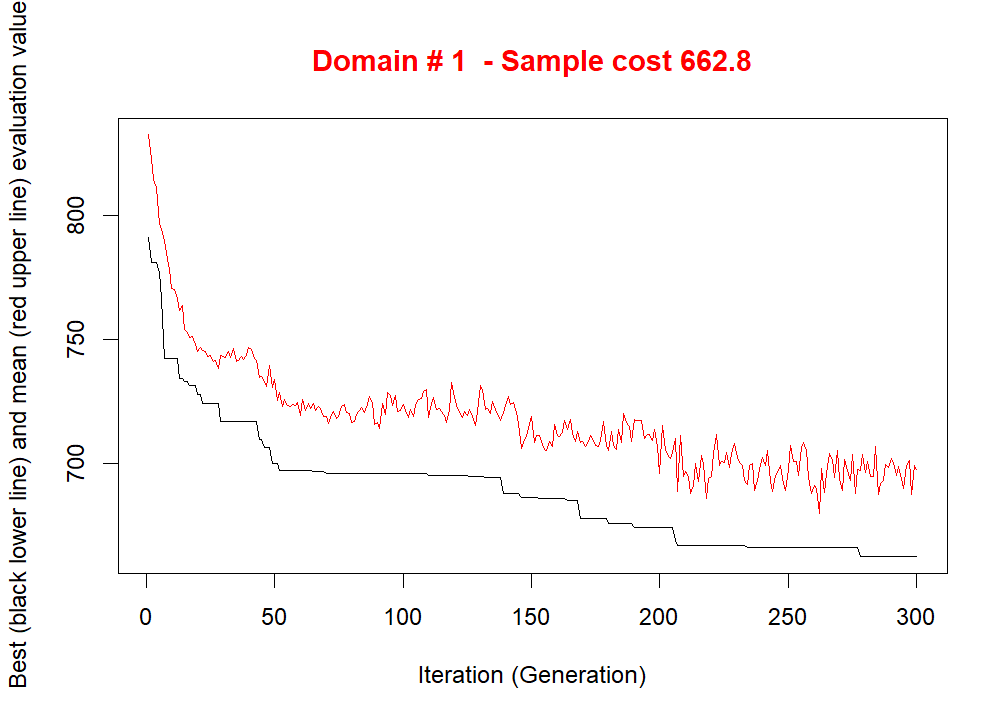 Domain # 1  - Sample cost 662.8
Best (black lower line) and mean (red upper line) evaluation value
800
750
700
0 50 100 150 200 250 300
Iteration (Generation)